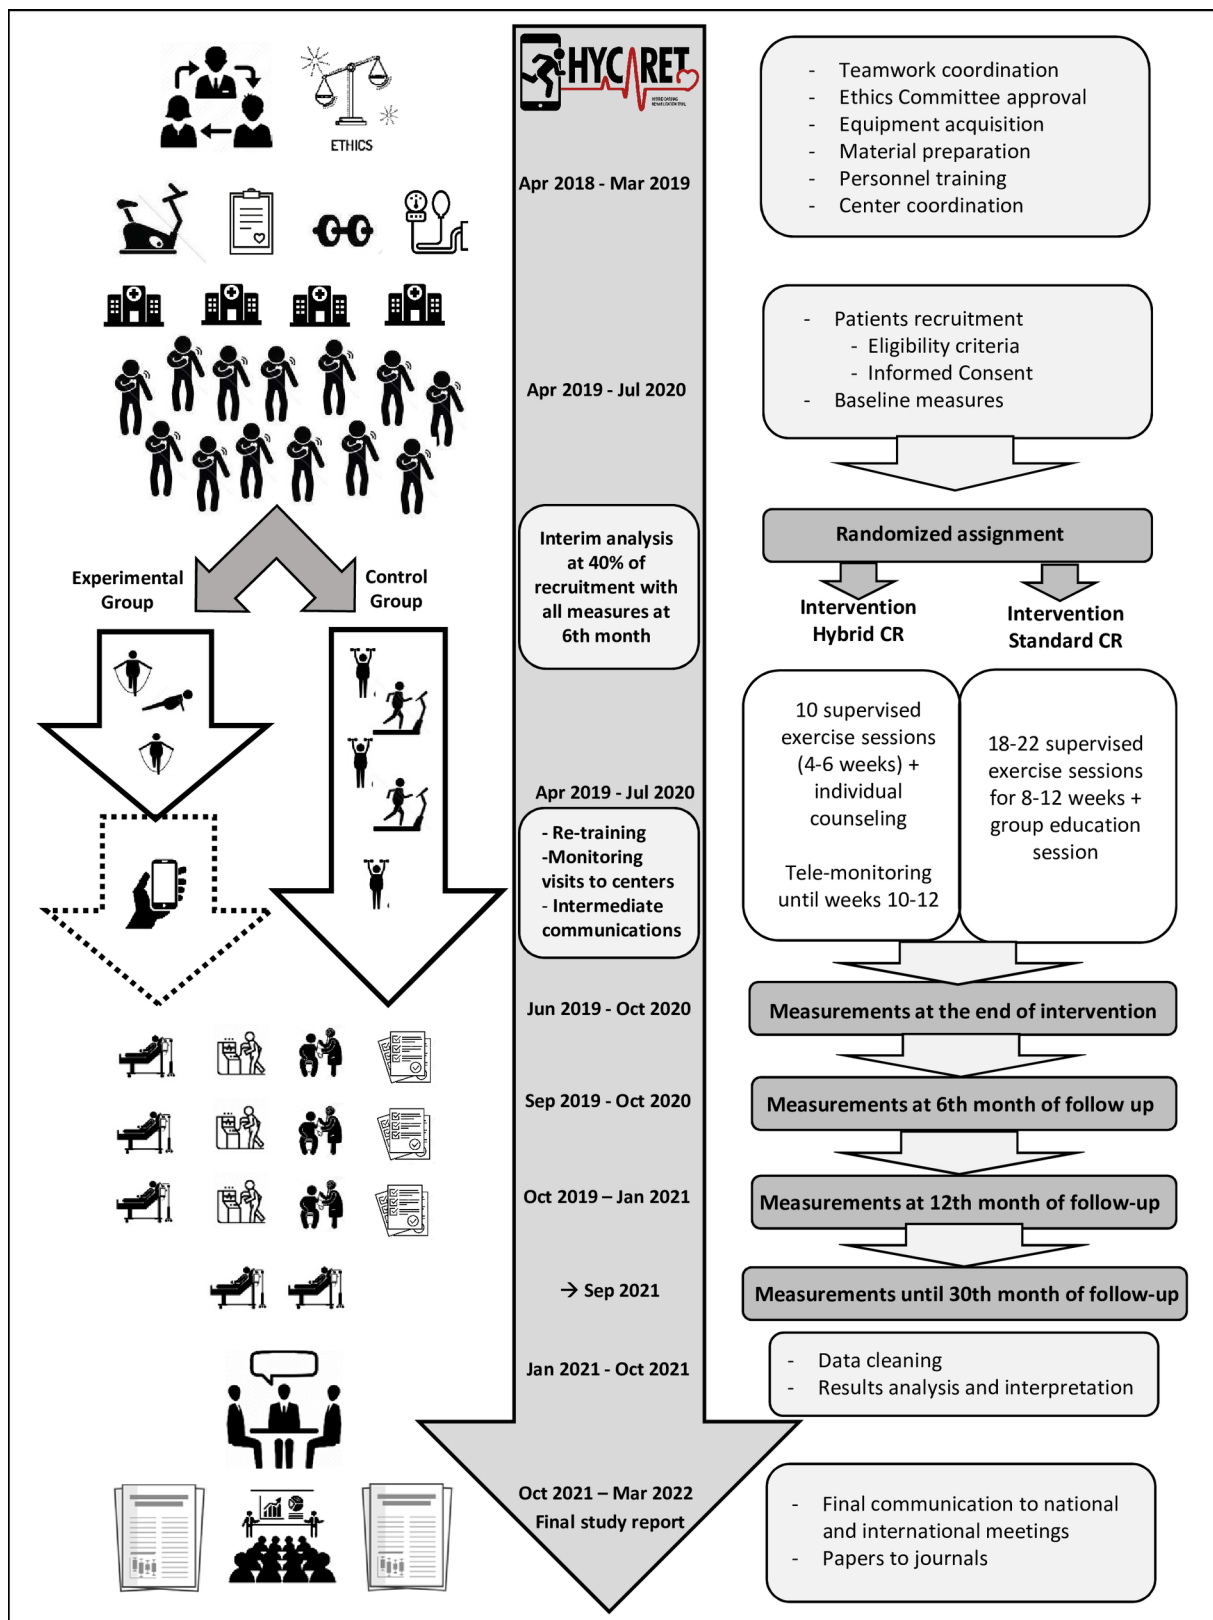 HYCARET
HYBRID CARDIAC
REHABILITATION TRIAL
ETHICS
Apr 2018 - Mar 2019
- Teamwork coordination
- Ethics Committee approval
- Equipment acquisition
- Material preparation
- Personnel training
- Center coordination
Apr 2019 - Jul 2020
- Patients recruitment
- Eligibility criteria
- Informed Consent
- Baseline measures
Experimental
Group
Control
Group
Interim analysis
at 40% of
recruitment with
all measures at
6th month
Randomized assignment
Intervention
Hybrid CR
Intervention
Standard CR
10 supervised
exercise sessions
(4-6 weeks) +
individual
counseling
Tele-monitoring
until weeks 10-12
18-22 supervised
exercise sessions
for 8-12 weeks +
group education
session
Apr 2019 - Jul 2020
- Re-training
-Monitoring
visits to centers
- Intermediate
communications
Jun 2019 - Oct 2020
Measurements at the end of intervention
Sep 2019 - Oct 2020
Measurements at 6th month of follow up
Oct 2019 – Jan 2021
Measurements at 12th month of follow-up
→ Sep 2021
Measurements until 30th month of follow-up
Jan 2021 - Oct 2021
- Data cleaning
- Results analysis and interpretation
Oct 2021 – Mar 2022
Final study report
- Final communication to national
and international meetings
- Papers to journals